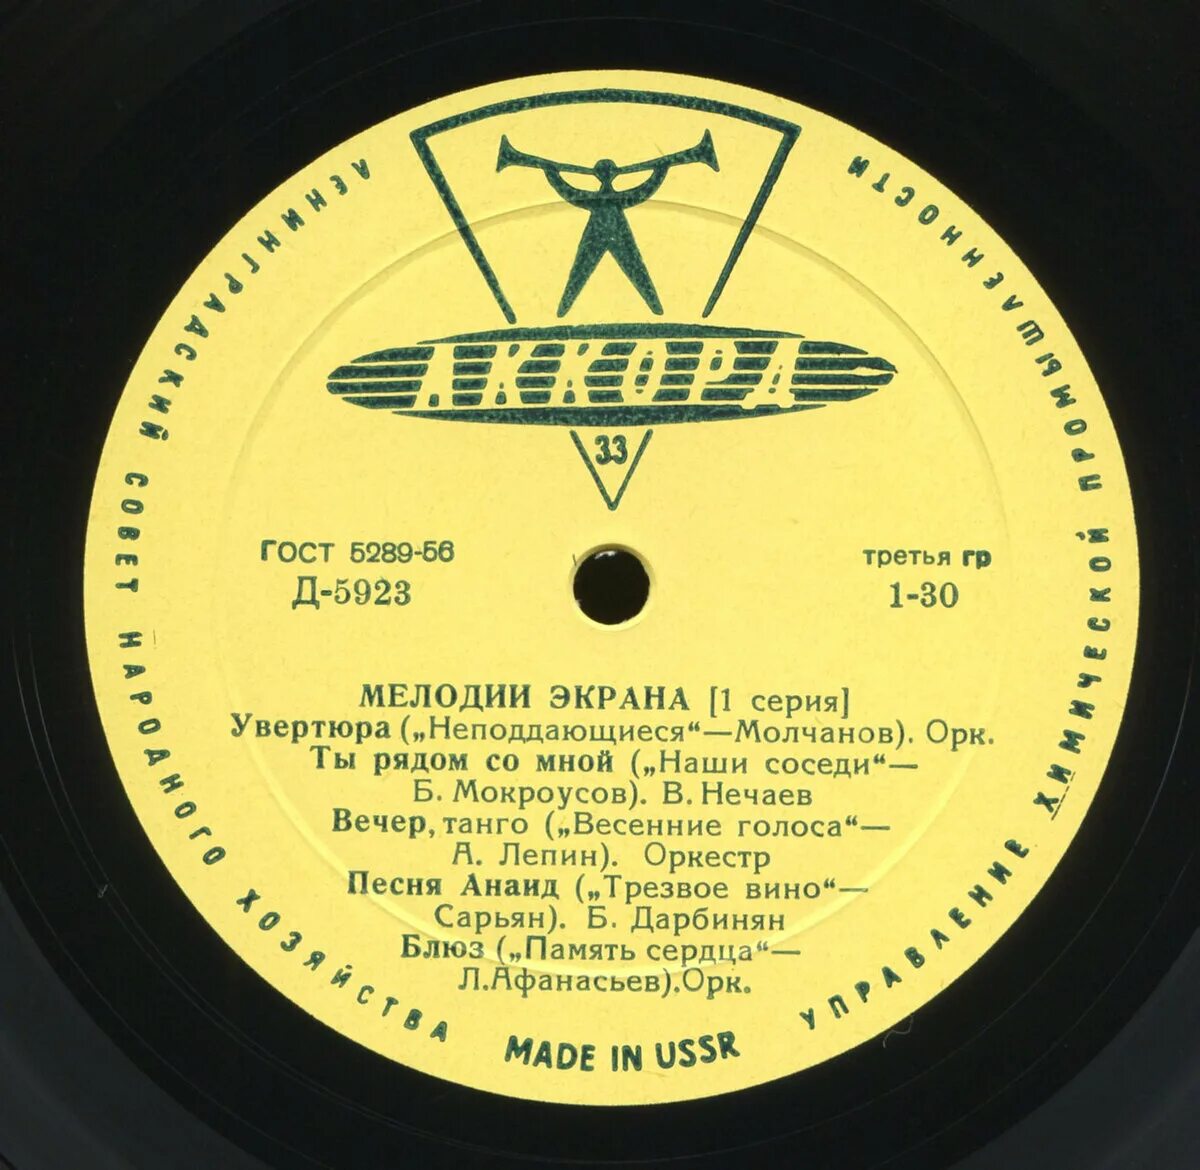 ЛЕНИНГРАДСКИЙ СОВЕТ НАРОДНОГО ХОЗЯЙСТВА
УПРАВЛЕНИЕ ХИМИЧЕСКОЙ ПРОМЫШЛЕННОСТИ
АККОРД
33
ГОСТ 5289-56
Д-5923
третья гр
1-30
МЕЛОДИИ ЭКРАНА [1 серия]
Увертюра („Неподдающиеся“—Молчанов). Орк.
Ты рядом со мной („Наши соседи“—
Б. Мокроусов). В. Нечаев
Вечер, танго („Весенние голоса“—
А. Лепин). Оркестр
Песня Анаид („Трезвое вино“—
Сарьян). Б. Дарбинян
Блюз („Память сердца“—
Л.Афанасьев).Орк.
MADE IN USSR